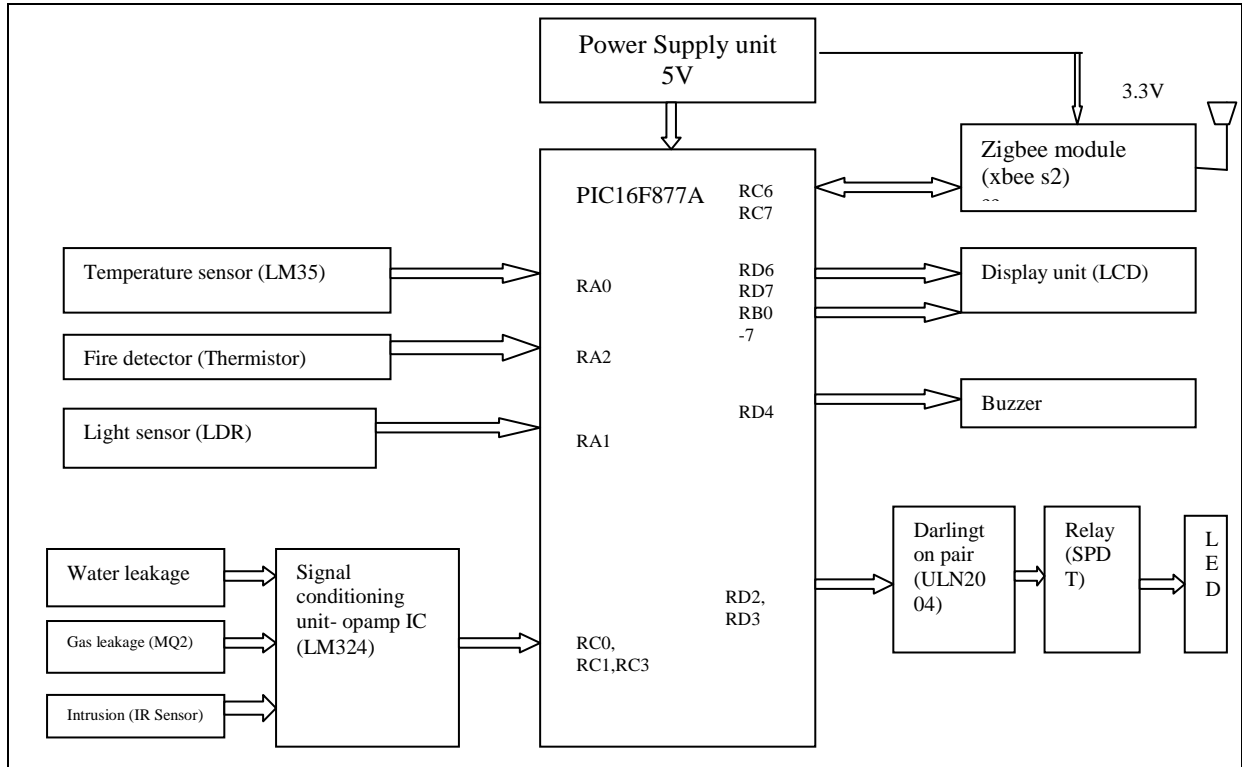 Power Supply unit
5V
3.3V
Zigbee module
(xbee s2)
PIC16F877A
RC6
RC7
Temperature sensor (LM35)
RA0
RD6
RD7
RB0
-7
Display unit (LCD)
Fire detector (Thermistor)
RA2
Light sensor (LDR)
RA1
RD4
Buzzer
Water leakage
Gas leakage (MQ2)
Intrusion (IR Sensor)
Signal
conditioning
unit- opamp IC
(LM324)
RC0,
RC1,RC3
RD2,
RD3
Darlingt
on pair
(ULN20
04)
Relay
(SPD
T)
L
E
D